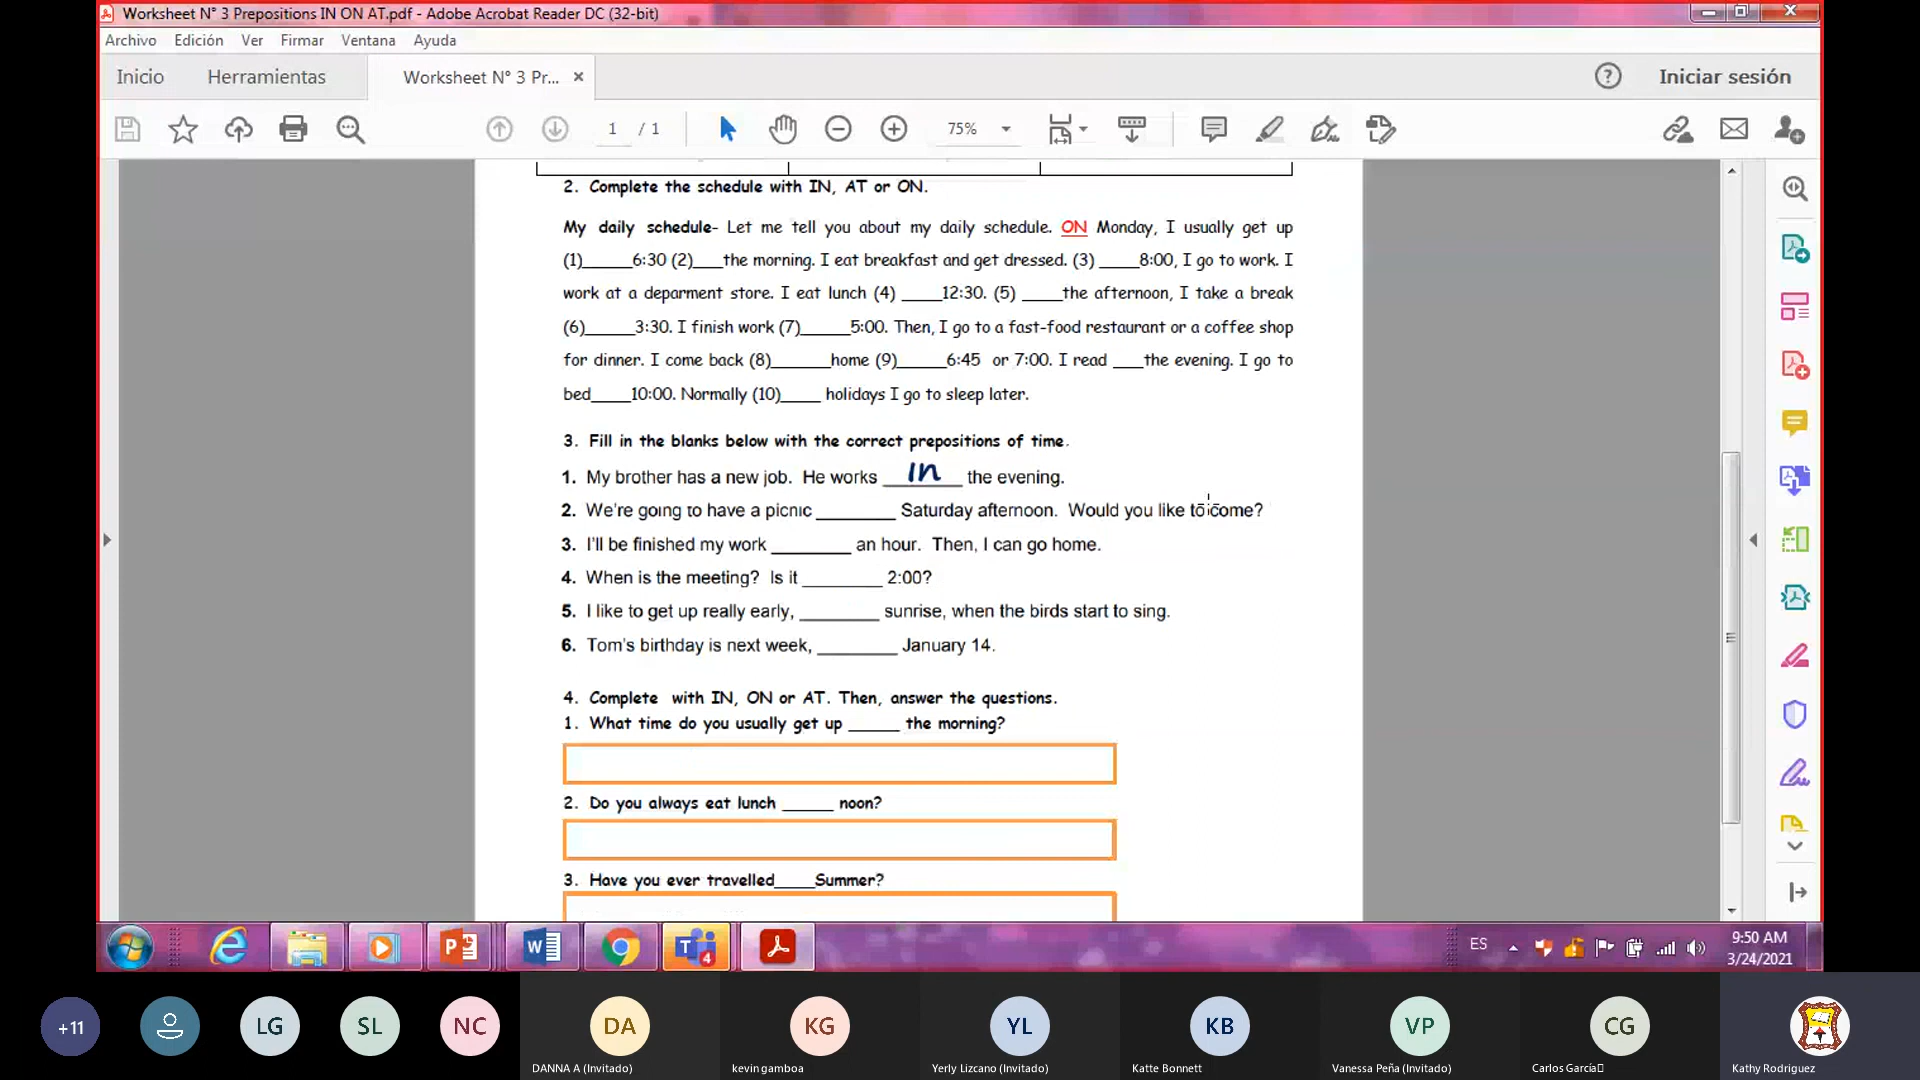 Worksheet N° 3 Prepositions IN ON AT.pdf - Adobe Acrobat Reader DC (32-bit)
Archivo Edición Ver Firmar Ventana Ayuda
Inicio Herramientas Worksheet N° 3 Pr... × ? Iniciar sesión
1 / 1 75%
2. Complete the schedule with IN, AT or ON.
My daily schedule- Let me tell you about my daily schedule. ON Monday, I usually get up
(1)_____6:30 (2)___the morning. I eat breakfast and get dressed. (3) ____8:00, I go to work. I
work at a deparment store. I eat lunch (4) ____12:30. (5) ____the afternoon, I take a break
(6)_____3:30. I finish work (7)_____5:00. Then, I go to a fast-food restaurant or a coffee shop
for dinner. I come back (8)______home (9)_____6:45 or 7:00. I read ___the evening. I go to
bed____10:00. Normally (10)____ holidays I go to sleep later.
3. Fill in the blanks below with the correct prepositions of time.
1. My brother has a new job. He works in the evening.
2. We're going to have a picnic ________ Saturday afternoon. Would you like to come?
3. I'll be finished my work ________ an hour. Then, I can go home.
4. When is the meeting? Is it ________ 2:00?
5. I like to get up really early, ________ sunrise, when the birds start to sing.
6. Tom's birthday is next week, ________ January 14.
4. Complete with IN, ON or AT. Then, answer the questions.
1. What time do you usually get up _____ the morning?
2. Do you always eat lunch _____ noon?
3. Have you ever travelled____Summer?
ES 9:50 AM
3/24/2021
4
+11 LG SL NC DA KG YL KB VP CG
DANNA A (Invitado) kevin gamboa Yerly Lizcano (Invitado) Katte Bonnett Vanessa Peña (Invitado) Carlos García Kathy Rodriguez